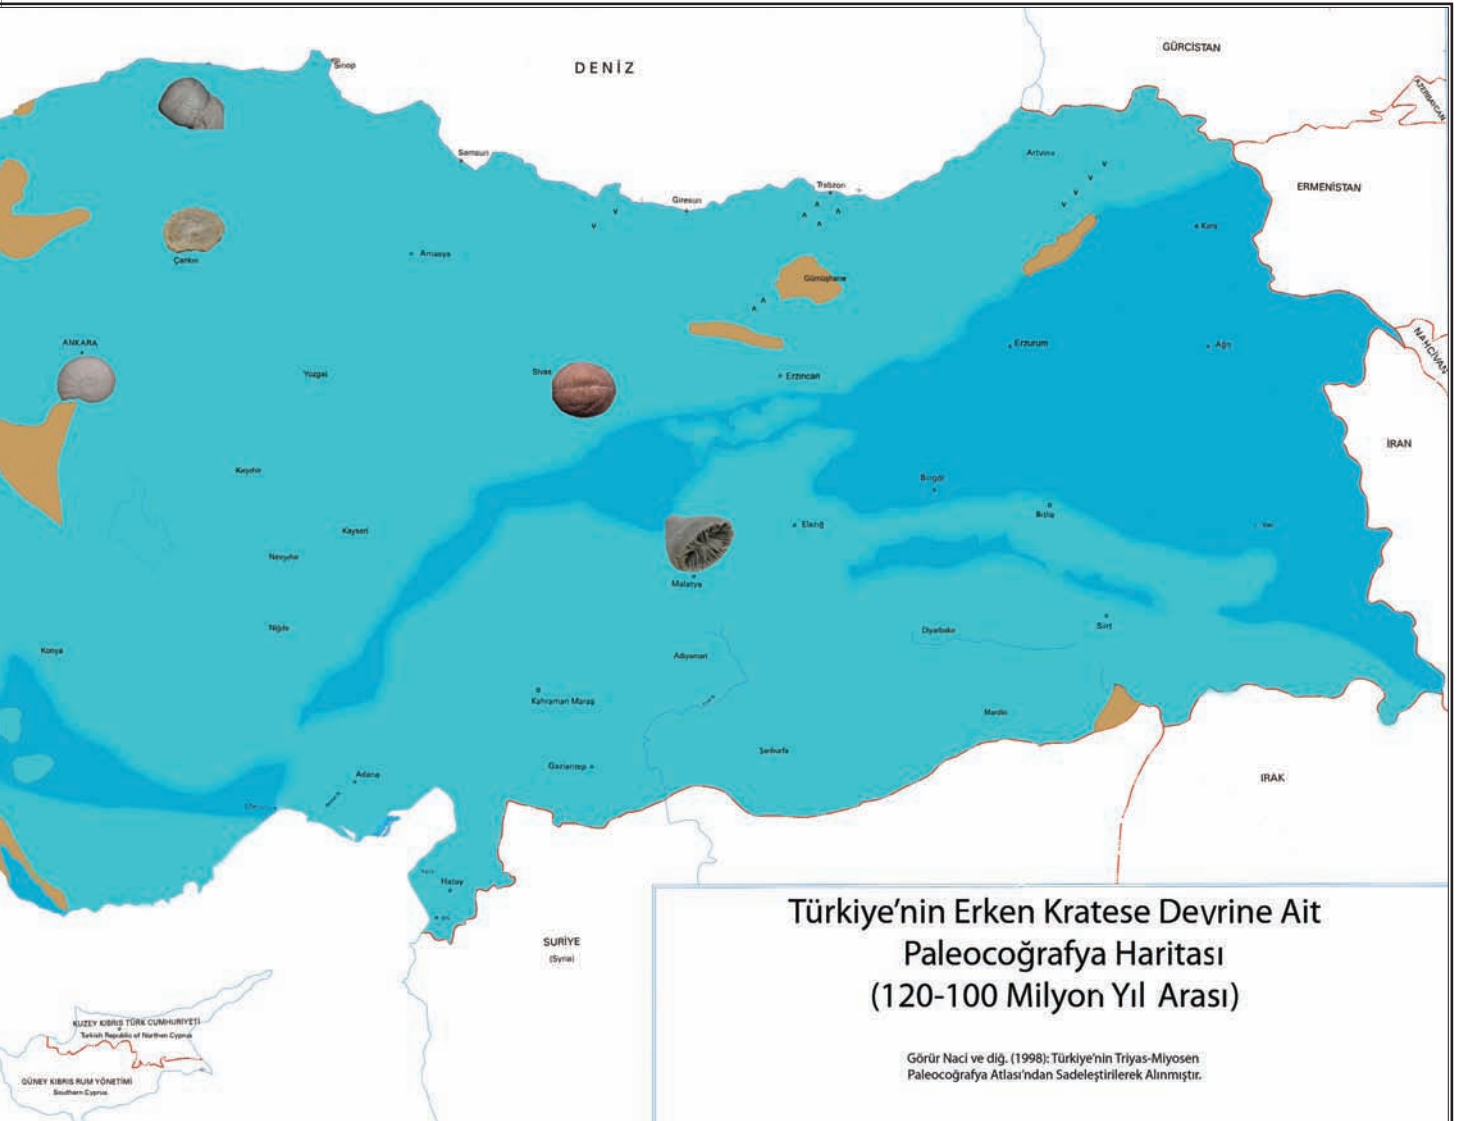 GÜRCİSTAN
Sinop
DENİZ
AZERBAYCAN
Samsun
Artvin
Trabzon
ERMENİSTAN
Giresun
Kars
Amasya
Çankırı
Gümüşhane
ANKARA
Erzurum
Ağrı
NAHCİVAN
Yozgat
Sivas
Erzincan
İRAN
Kırşehir
Bingöl
Bitlis
Elazığ
Van
Kayseri
Nevşehir
Malatya
Niğde
Diyarbakır
Siirt
Konya
Adıyaman
Kahraman Maraş
Mardin
Şanlıurfa
Gaziantep
Adana
IRAK
Hatay
Türkiye'nin Erken Kratese Devrine Ait
Paleocoğrafya Haritası
(120-100 Milyon Yıl Arası)
SURİYE
(Syria)
KUZEY KIBRIS TÜRK CUMHURİYETİ
Turkish Republic of Northen Cyprus
Görür Naci ve diğ. (1998): Türkiye'nin Triyas-Miyosen
Paleocoğrafya Atlası'ndan Sadeleştirilerek Alınmıştır.
GÜNEY KIBRIS RUM YÖNETİMİ
Southern Cyprus